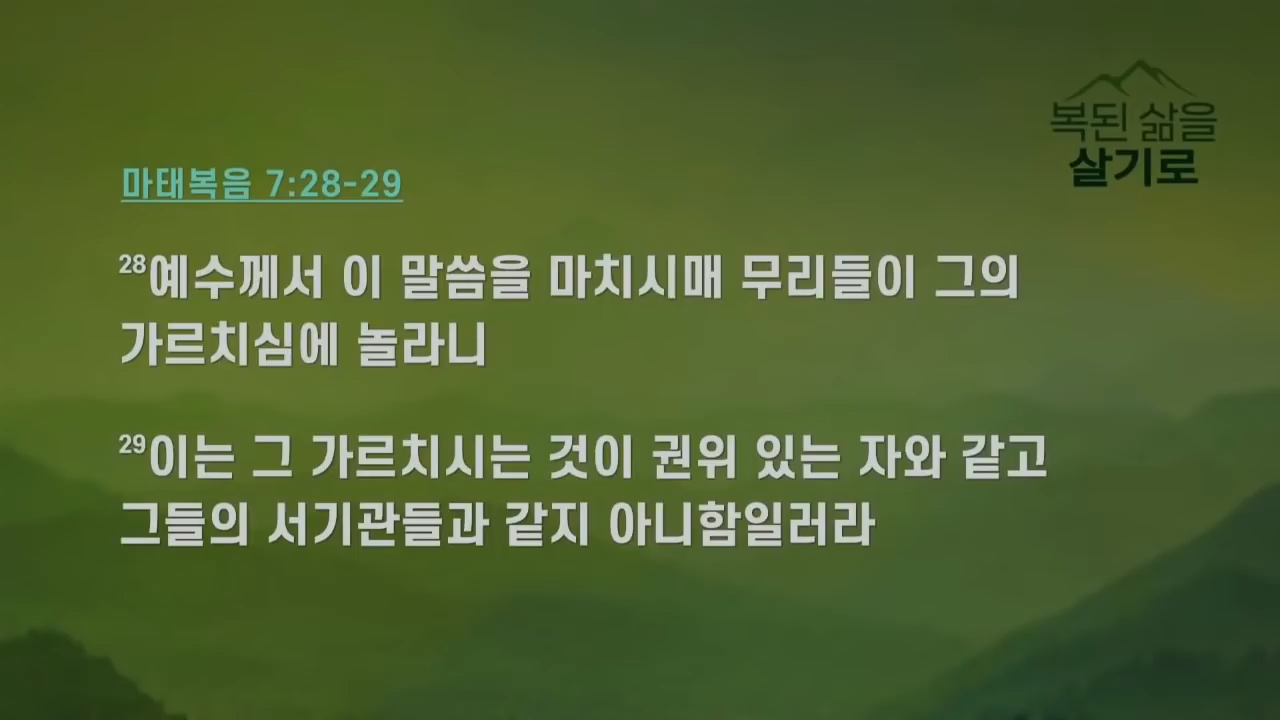 복된 삶을
살기로
마태복음 7:28-29
28예수께서 이 말씀을 마치시매 무리들이 그의
가르치심에 놀라니
29이는 그 가르치시는 것이 권위 있는 자와 같고
그들의 서기관들과 같지 아니함일러라